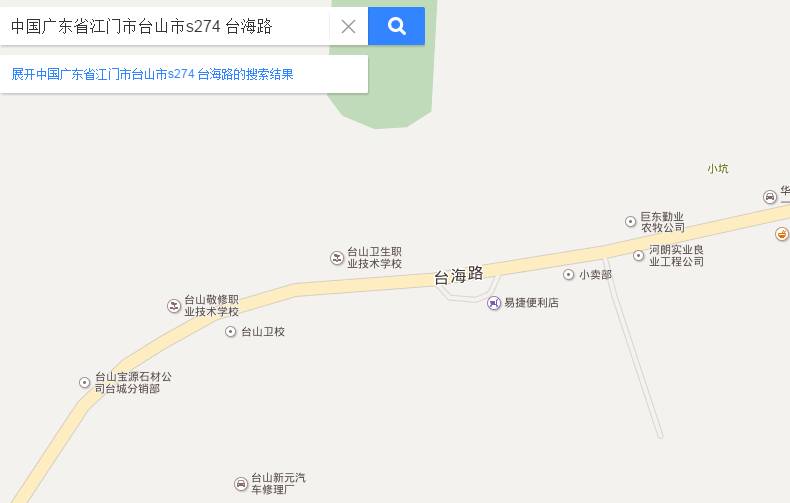 中国广东省江门市台山市s274 台海路
展开中国广东省江门市台山市s274 台海路的搜索结果
小坑
华
巨东勤业
农牧公司
河朗实业良
业工程公司
台山卫生职
业技术学校
台海路
小卖部
台山敬修职
业技术学校
易捷便利店
台山卫校
台山宝源石材公
司台城分销部
台山新元汽
车修理厂